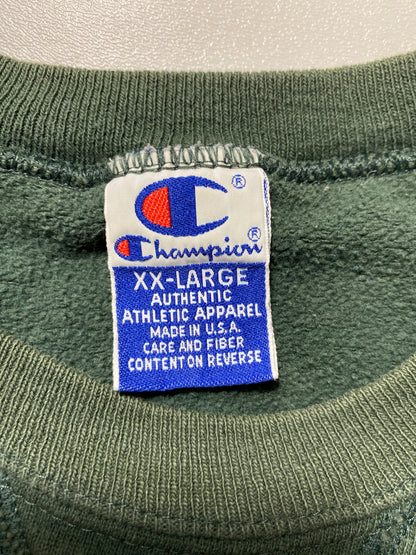 C ®
Champion ®
XX-LARGE
AUTHENTIC
ATHLETIC APPAREL
MADE IN U.S.A.
CARE AND FIBER
CONTENT ON REVERSE